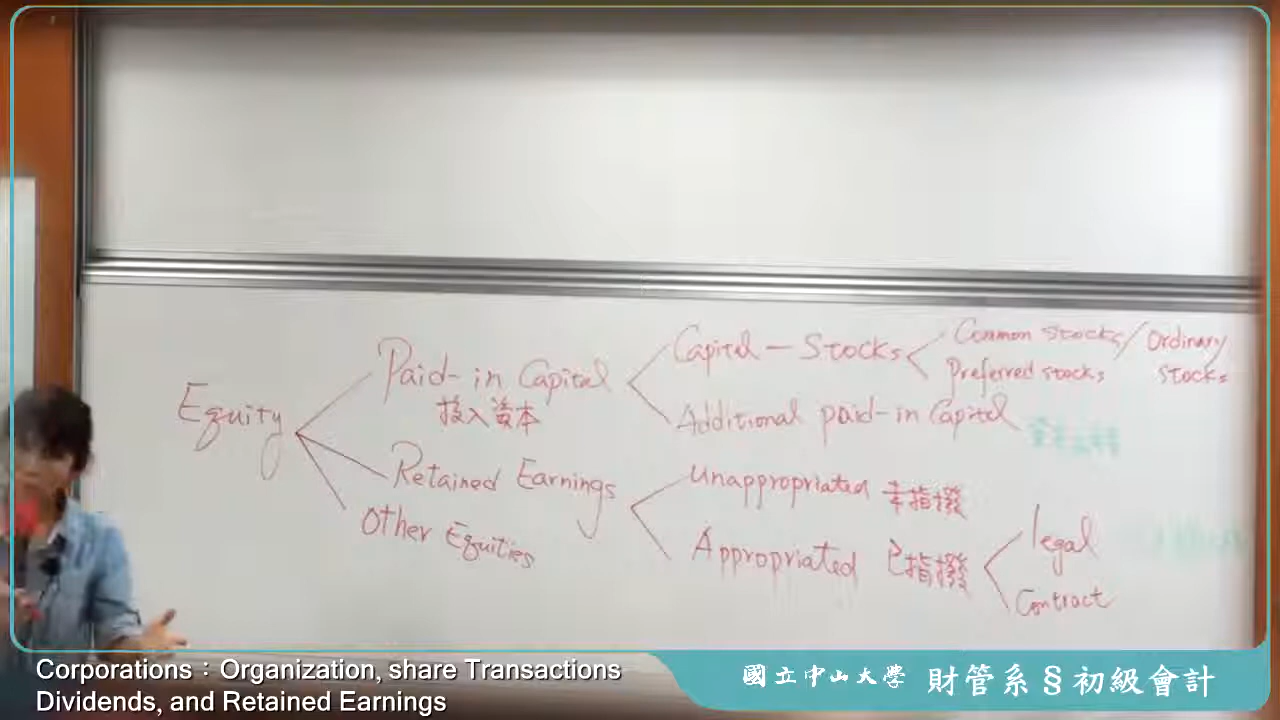 Equity
Paid-in Capital
投入資本
Capital - Stocks
Common stocks / Ordinary stocks
Preferred stocks
Additional paid-in Capital
Retained Earnings
Unappropriated 未指撥
Appropriated 已指撥
legal
Contract
Other Equities
Corporations：Organization, share Transactions
Dividends, and Retained Earnings
國立中山大學 財管系§初級會計